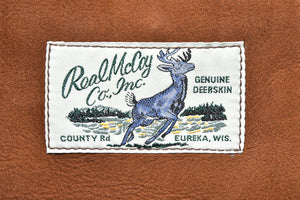 Real McCoy
Co., Inc.
GENUINE
DEERSKIN
COUNTY Rd EUREKA, WIS.